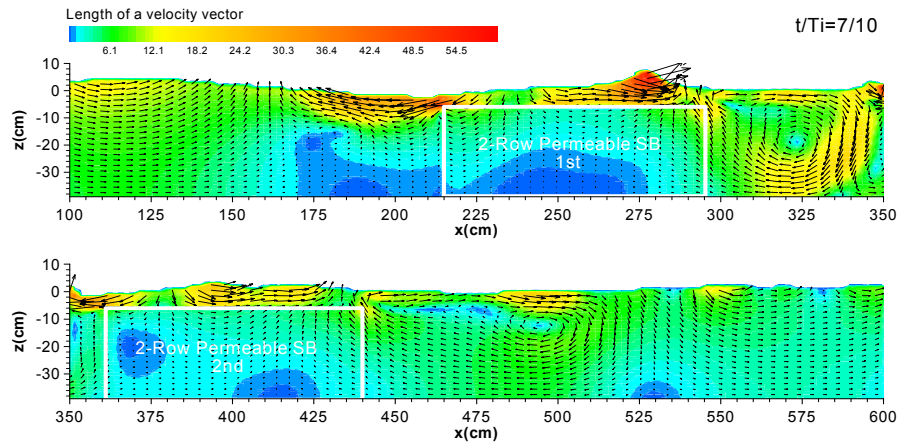 Length of a velocity vector
6.1 12.1 18.2 24.2 30.3 36.4 42.4 48.5 54.5
t/Ti=7/10
z(cm)
10
0
-10
-20
-30
2-Row Permeable SB
1st
100 125 150 175 200 225 250 275 300 325 350
x(cm)
z(cm)
10
0
-10
-20
-30
2-Row Permeable SB
2nd
350 375 400 425 450 475 500 525 550 575 600
x(cm)